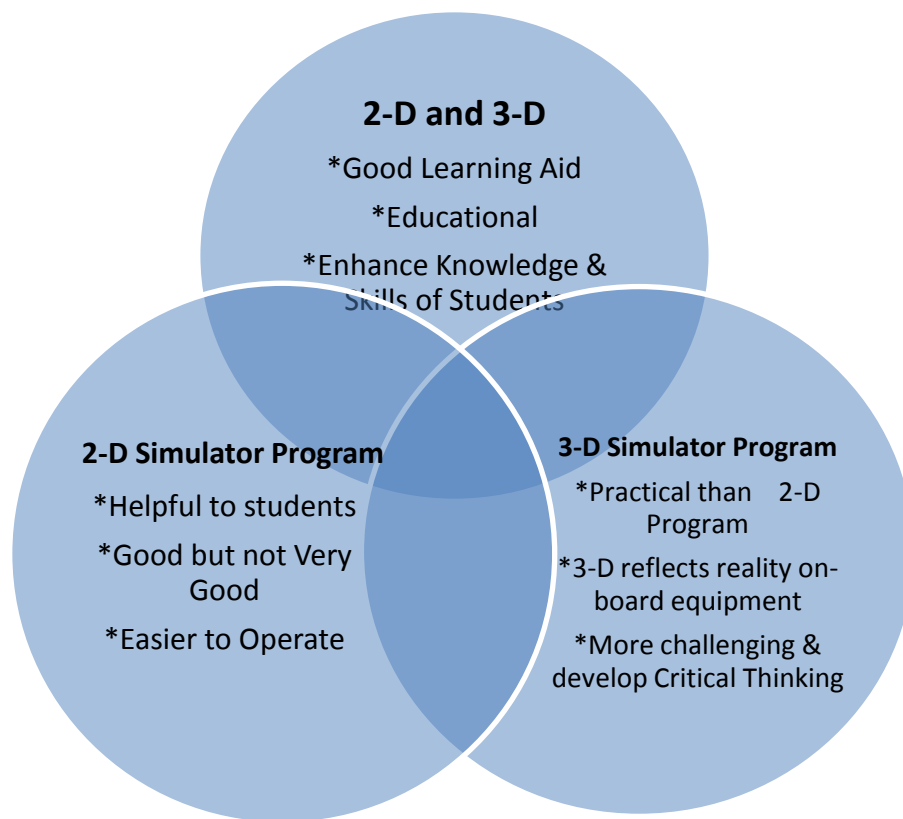 2-D and 3-D
*Good Learning Aid
*Educational
*Enhance Knowledge &
Skills of Students
2-D Simulator Program
*Helpful to students
*Good but not Very
Good
*Easier to Operate
3-D Simulator Program
*Practical than 2-D
Program
*3-D reflects reality on-
board equipment
*More challenging &
develop Critical Thinking